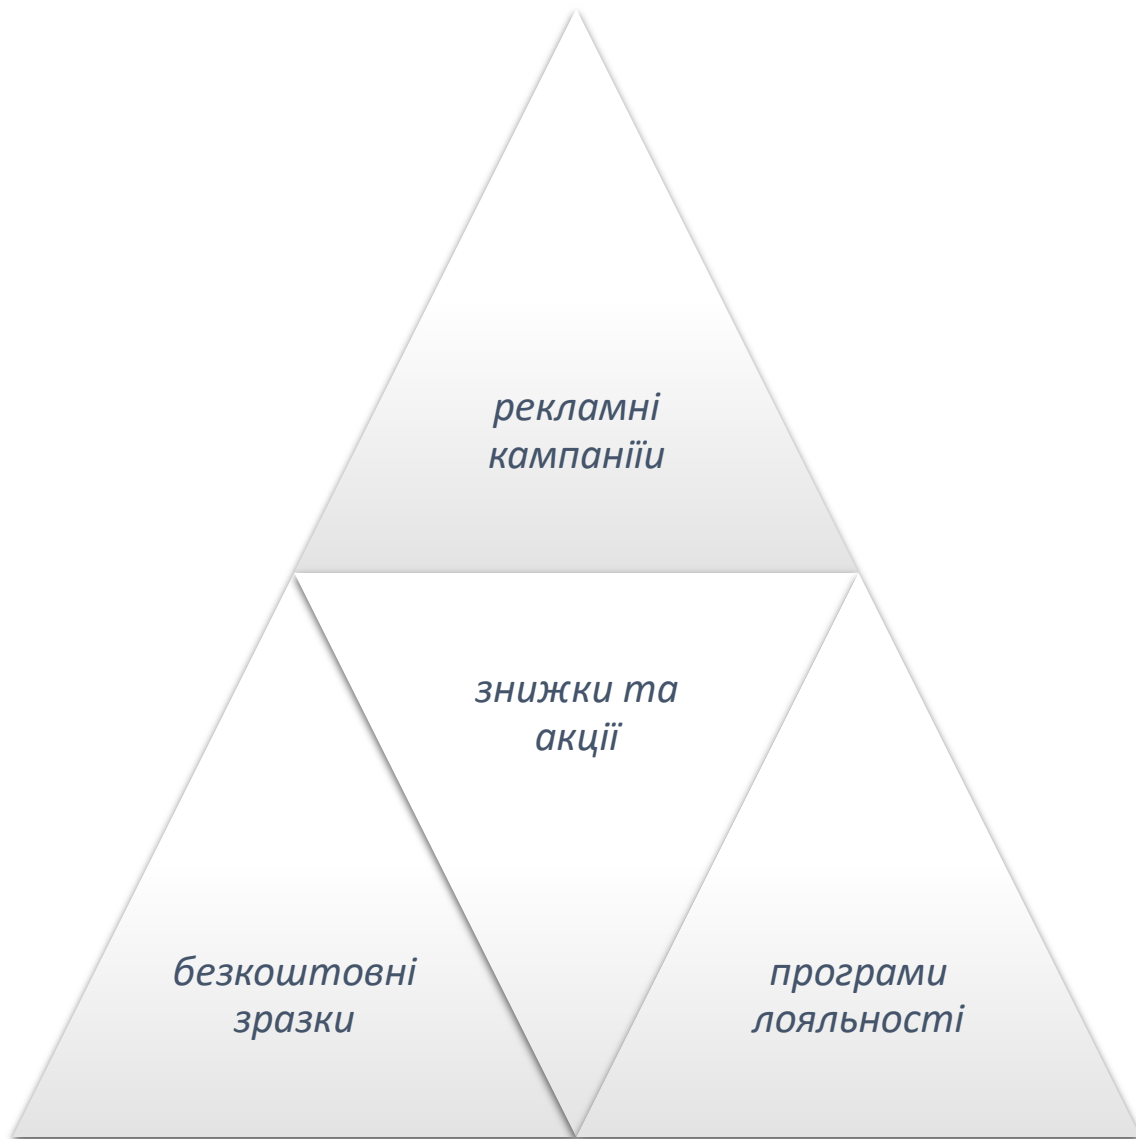 рекламні
кампаніїи
знижки та
акції
безкоштовні
зразки
програми
лояльності